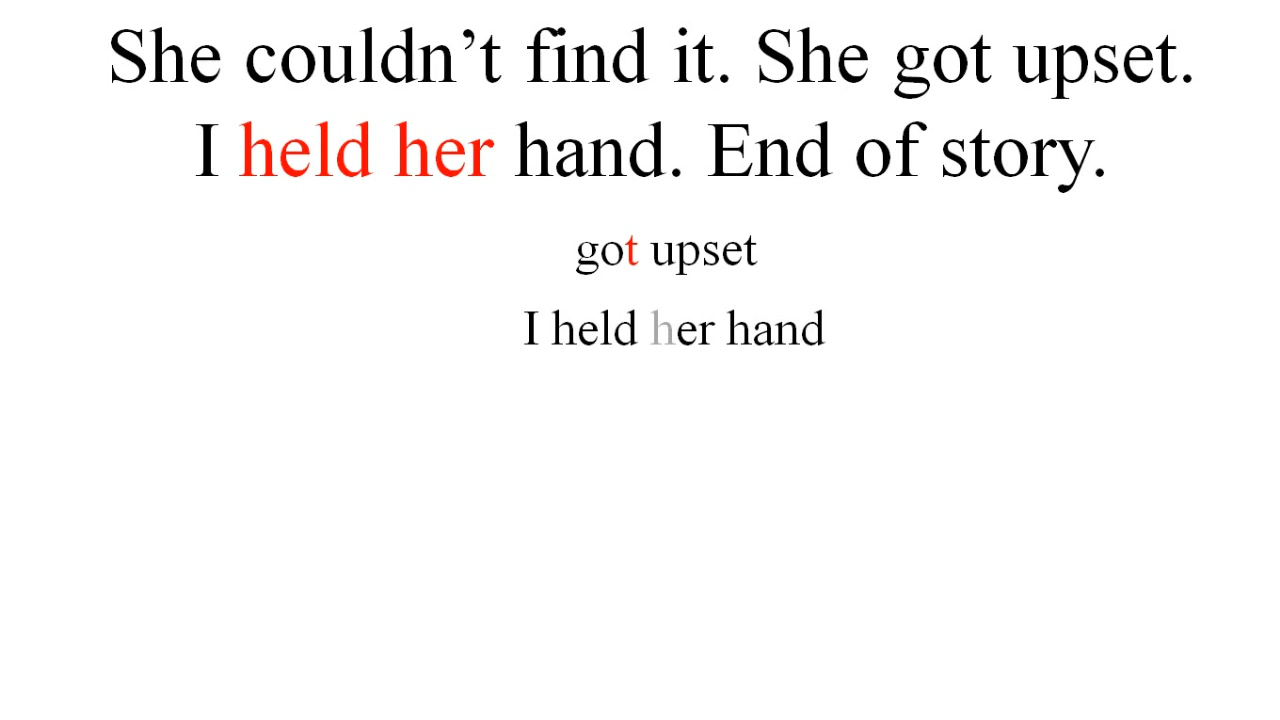 She couldn’t find it. She got upset.
I held her hand. End of story.
got upset
I held her hand